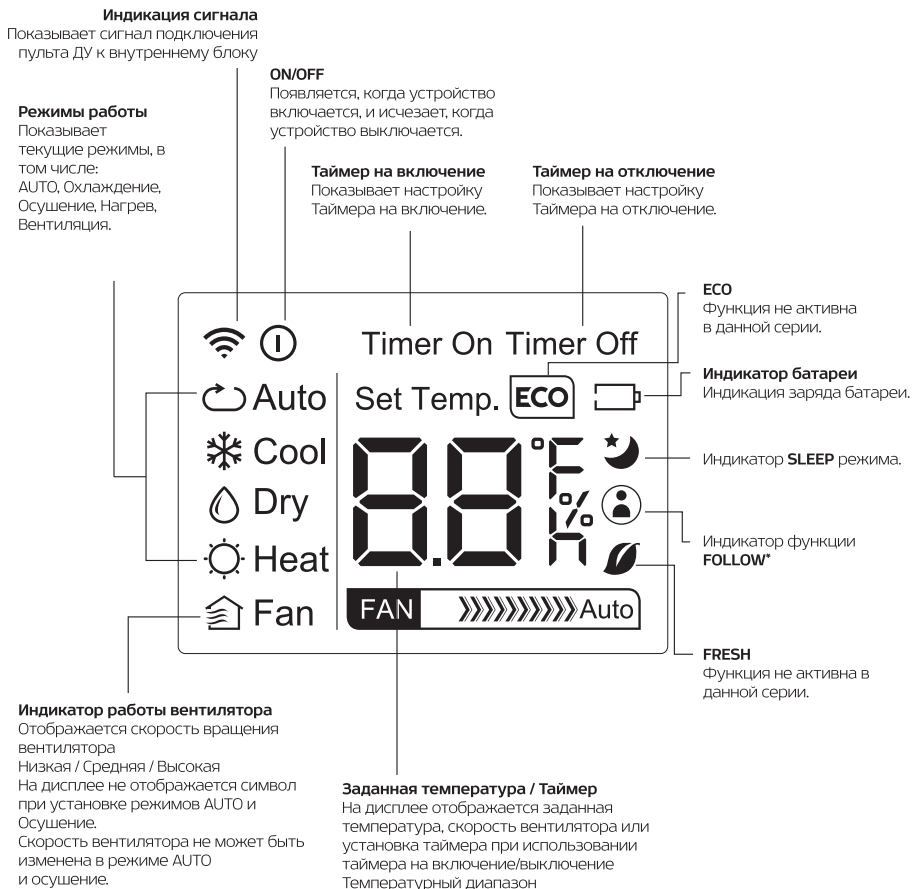 Индикация сигнала
Показывает сигнал подключения
пульта ДУ к внутреннему блоку
ON/OFF
Появляется, когда устройство
включается, и исчезает, когда
устройство выключается.
Режимы работы
Показывает
текущие режимы, в
том числе:
AUTO, Охлаждение,
Осушение, Нагрев,
Вентиляция.
Таймер на включение
Показывает настройку
Таймера на включение.
Таймер на отключение
Показывает настройку
Таймера на отключение.
ECO
Функция не активна
в данной серии.
Индикатор батареи
Индикация заряда батареи.
Индикатор SLEEP режима.
Индикатор функции
FOLLOW*
FRESH
Функция не активна в
данной серии.
Timer On Timer Off
Auto
Set Temp. ECO
Cool
Dry
Heat
Fan
88 °F
% h
FAN Auto
Индикатор работы вентилятора
Отображается скорость вращения
вентилятора
Низкая / Средняя / Высокая
На дисплее не отображается символ
при установке режимов AUTO и
Осушение.
Скорость вентилятора не может быть
изменена в режиме AUTO
и осушение.
Заданная температура / Таймер
На дисплее отображается заданная
температура, скорость вентилятора или
установка таймера при использовании
таймера на включение/выключение
Температурный диапазон